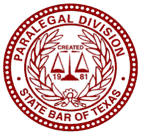 PARALEGAL DIVISION
CREATED
19 81
STATE BAR OF TEXAS